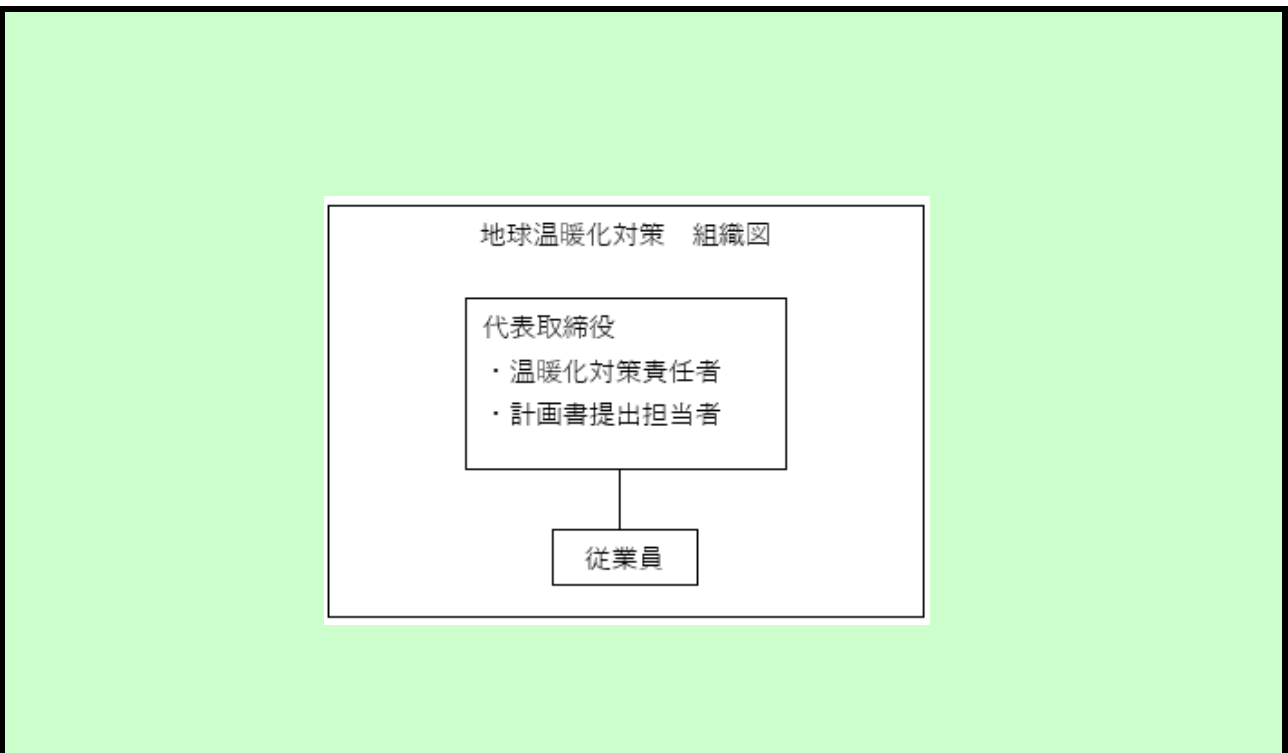 地球温暖化対策　組織図
代表取締役
・温暖化対策責任者
・計画書提出担当者
従業員